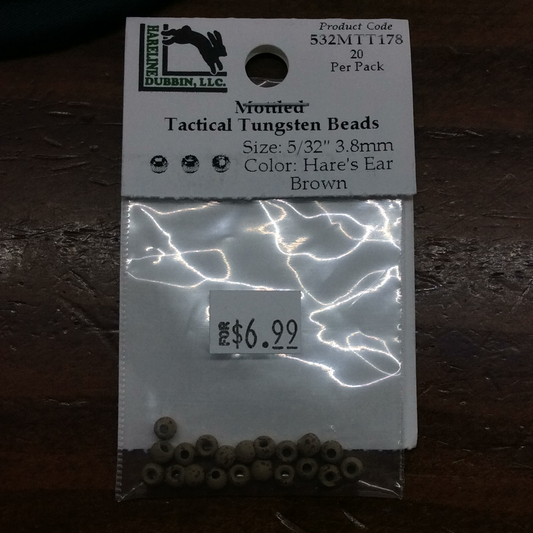 HARELINE
DUBBIN, LLC.
Product Code
532MTT178
20
Per Pack
Mottled
Tactical Tungsten Beads
Size: 5/32" 3.8mm
Color: Hare's Ear
Brown
FOR $6.99